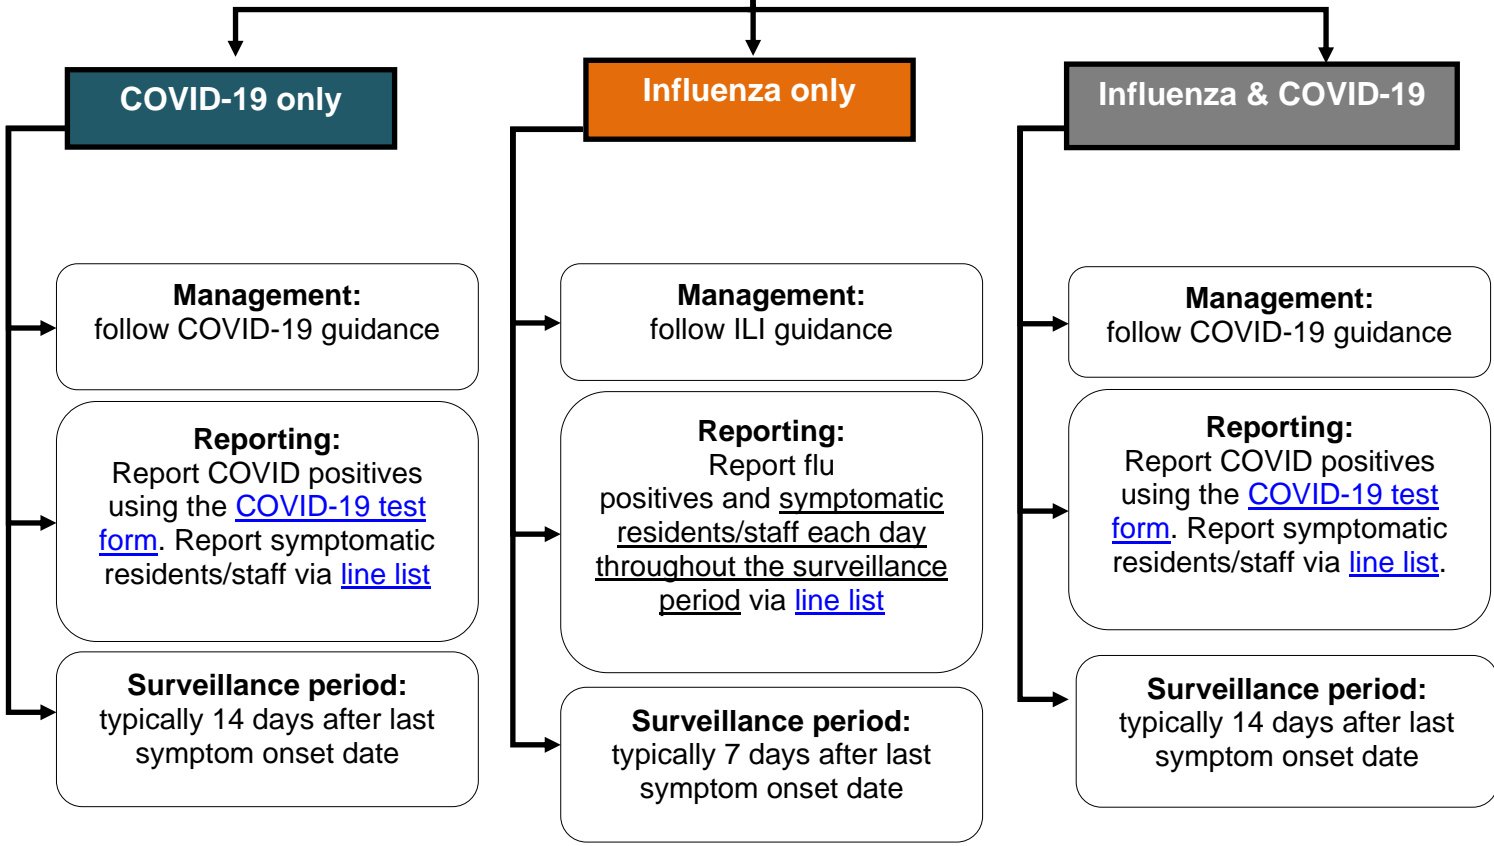 COVID-19 only
Influenza only
Influenza & COVID-19
Management:
follow COVID-19 guidance
Management:
follow ILI guidance
Management:
follow COVID-19 guidance
Reporting:
Report COVID positives
using the COVID-19 test
form. Report symptomatic
residents/staff via line list
Reporting:
Report flu
positives and symptomatic
residents/staff each day
throughout the surveillance
period via line list
Reporting:
Report COVID positives
using the COVID-19 test
form. Report symptomatic
residents/staff via line list.
Surveillance period:
typically 14 days after last
symptom onset date
Surveillance period:
typically 7 days after last
symptom onset date
Surveillance period:
typically 14 days after last
symptom onset date